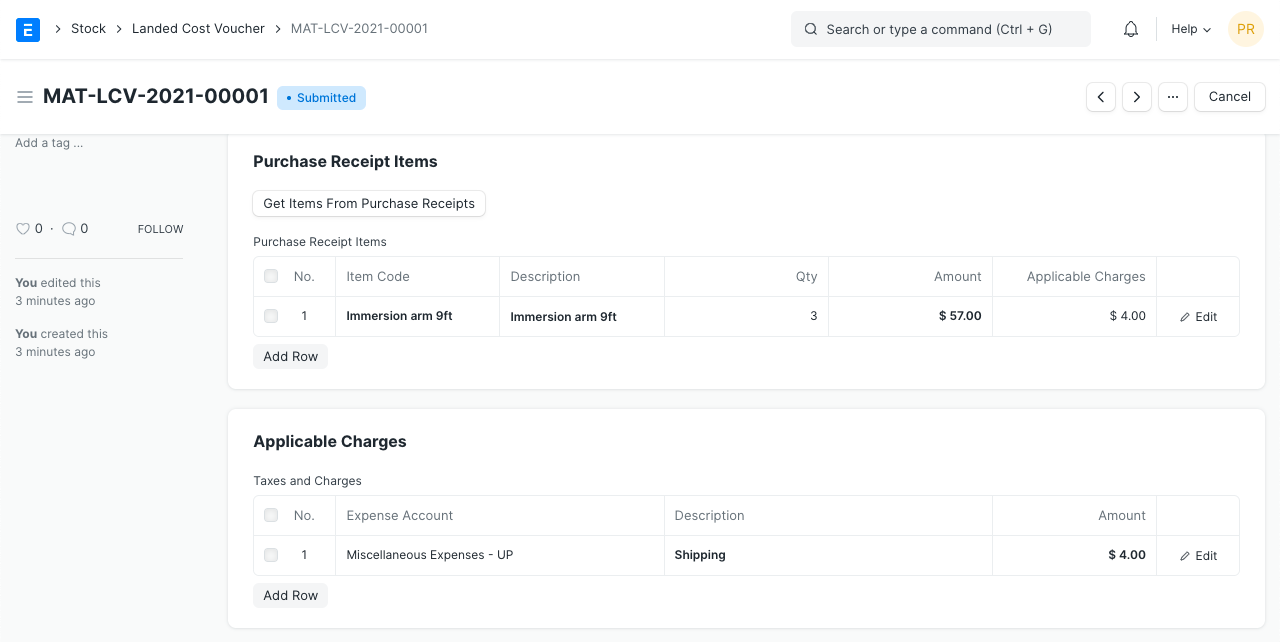 E Stock Landed Cost Voucher MAT-LCV-2021-00001 Search or type a command (Ctrl + G) Help PR
MAT-LCV-2021-00001 • Submitted ··· Cancel
Add a tag ...
0 · 0 FOLLOW
You edited this
3 minutes ago
You created this
3 minutes ago
Purchase Receipt Items
Get Items From Purchase Receipts
Purchase Receipt Items
No. Item Code Description Qty Amount Applicable Charges
1 Immersion arm 9ft Immersion arm 9ft 3 $ 57.00 $ 4.00 Edit
Add Row
Applicable Charges
Taxes and Charges
No. Expense Account Description Amount
1 Miscellaneous Expenses - UP Shipping $ 4.00 Edit
Add Row